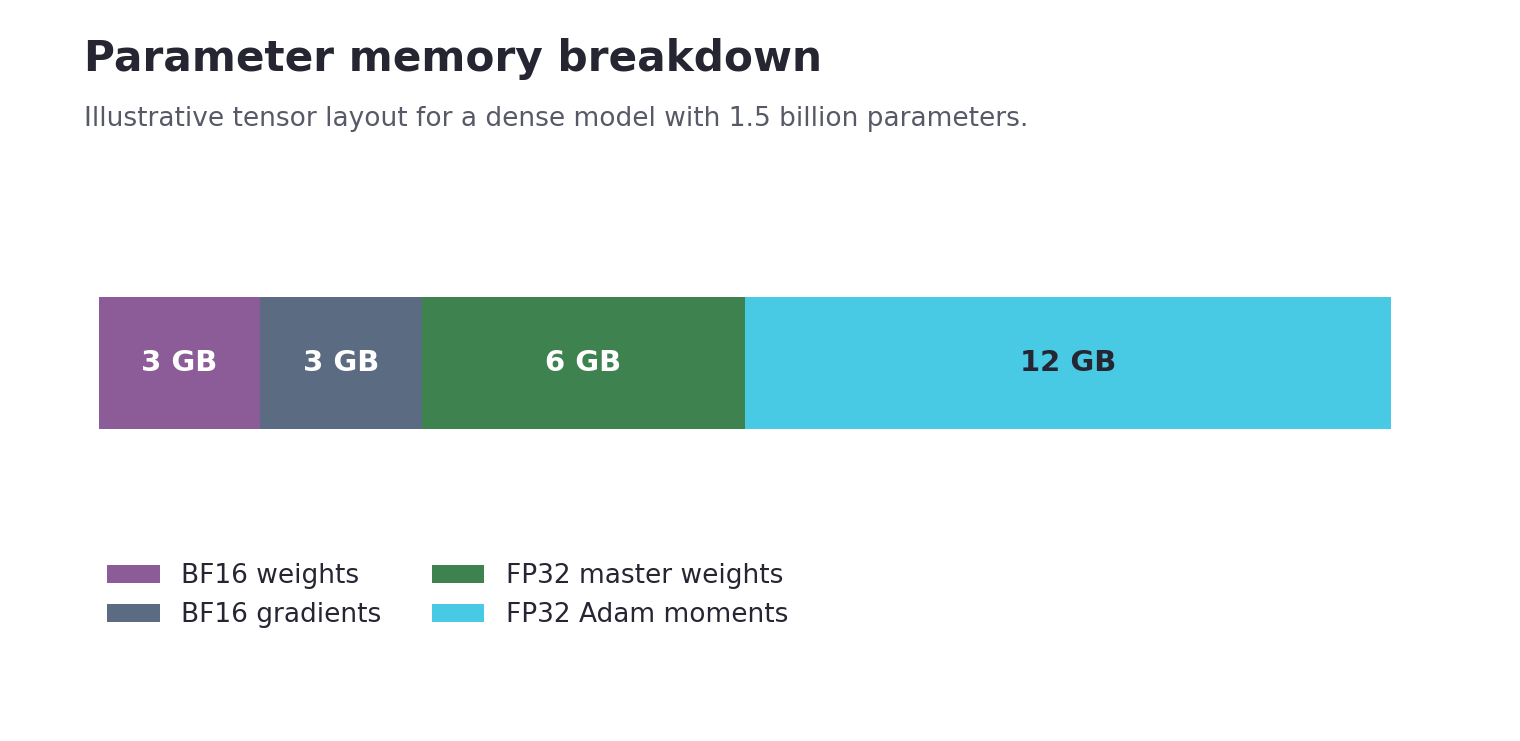 Parameter memory breakdown
Illustrative tensor layout for a dense model with 1.5 billion parameters.
3 GB
3 GB
6 GB
12 GB
BF16 weights
BF16 gradients
FP32 master weights
FP32 Adam moments